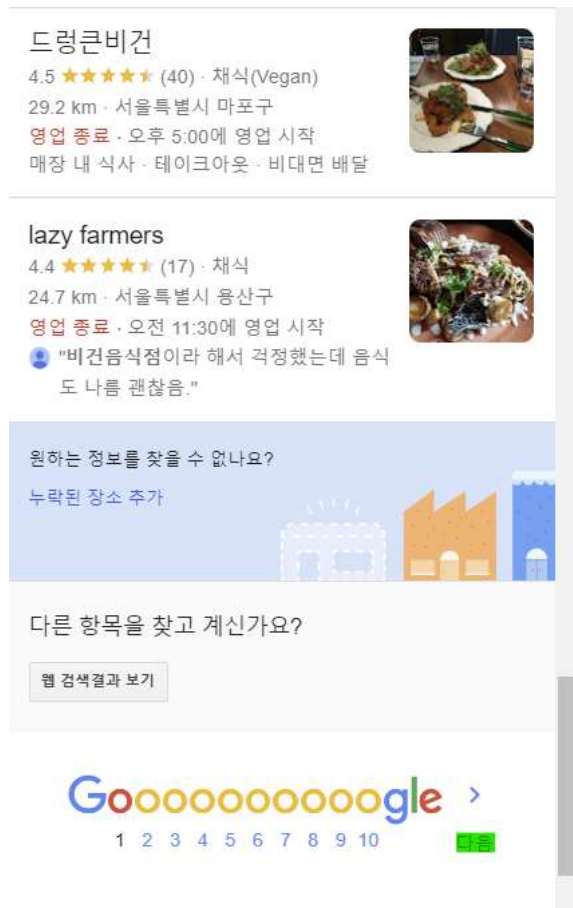 드렁큰비건
4.5 ★★★★★ (40) · 채식(Vegan)
29.2 km · 서울특별시 마포구
영업 종료 · 오후 5:00에 영업 시작
매장 내 식사 · 테이크아웃 · 비대면 배달
lazy farmers
4.4 ★★★★★ (17) · 채식
24.7 km · 서울특별시 용산구
영업 종료 · 오전 11:30에 영업 시작
"비건음식점이라 해서 걱정했는데 음식
도 나름 괜찮음."
원하는 정보를 찾을 수 없나요?
누락된 장소 추가
다른 항목을 찾고 계신가요?
웹 검색결과 보기
Goooooooooogle >
1 2 3 4 5 6 7 8 9 10 다음